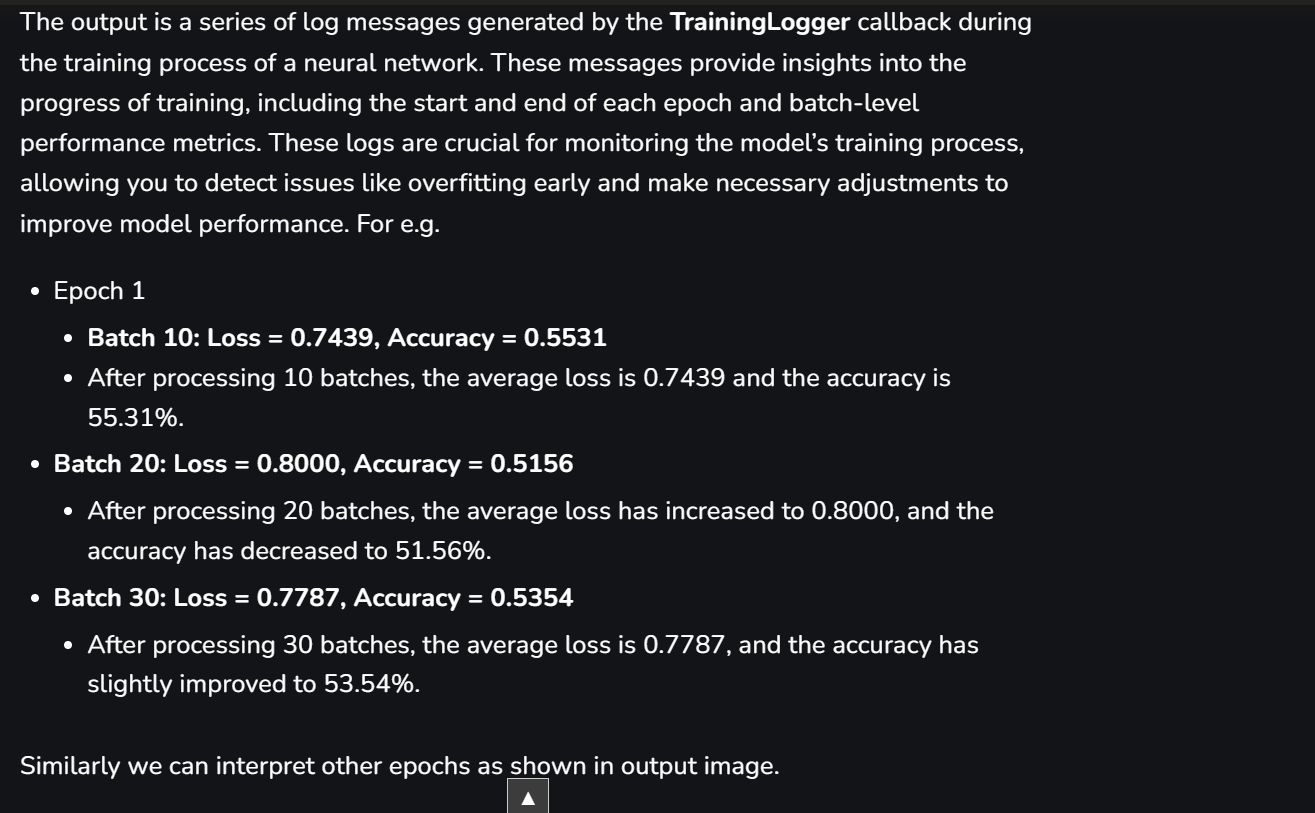 The output is a series of log messages generated by the TrainingLogger callback during
the training process of a neural network. These messages provide insights into the
progress of training, including the start and end of each epoch and batch-level
performance metrics. These logs are crucial for monitoring the model’s training process,
allowing you to detect issues like overfitting early and make necessary adjustments to
improve model performance. For e.g.
• Epoch 1
• Batch 10: Loss = 0.7439, Accuracy = 0.5531
• After processing 10 batches, the average loss is 0.7439 and the accuracy is
55.31%.
• Batch 20: Loss = 0.8000, Accuracy = 0.5156
• After processing 20 batches, the average loss has increased to 0.8000, and the
accuracy has decreased to 51.56%.
• Batch 30: Loss = 0.7787, Accuracy = 0.5354
• After processing 30 batches, the average loss is 0.7787, and the accuracy has
slightly improved to 53.54%.
Similarly we can interpret other epochs as shown in output image.